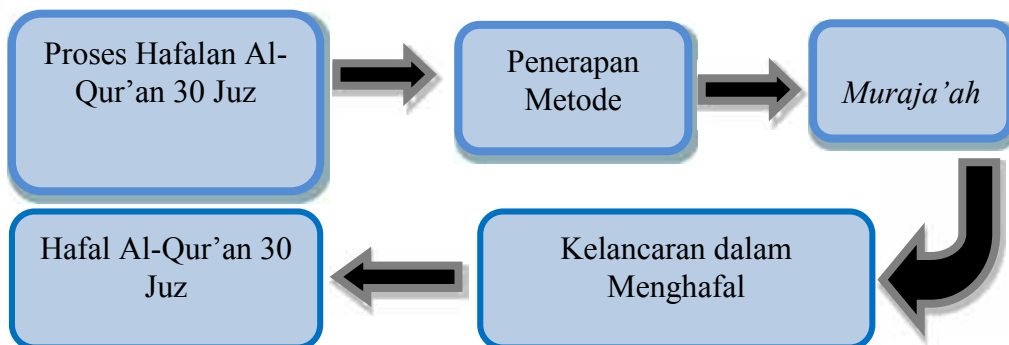 Proses Hafalan Al-
Qur’an 30 Juz
Penerapan
Metode
Muraja’ah
Kelancaran dalam
Menghafal
Hafal Al-Qur’an 30
Juz